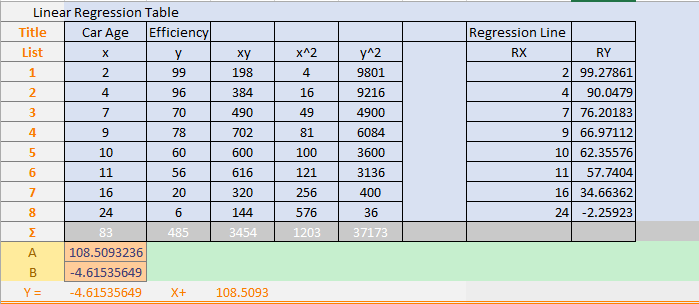 Linear Regression Table
Title Car Age Efficiency Regression Line
List x y xy x^2 y^2 RX RY
1 2 99 198 4 9801 2 99.27861
2 4 96 384 16 9216 4 90.0479
3 7 70 490 49 4900 7 76.20183
4 9 78 702 81 6084 9 66.97112
5 10 60 600 100 3600 10 62.35576
6 11 56 616 121 3136 11 57.7404
7 16 20 320 256 400 16 34.66362
8 24 6 144 576 36 24 -2.25923
Σ 83 485 3454 1203 37173
A 108.5093236
B -4.61535649
Y = -4.61535649 X+ 108.5093